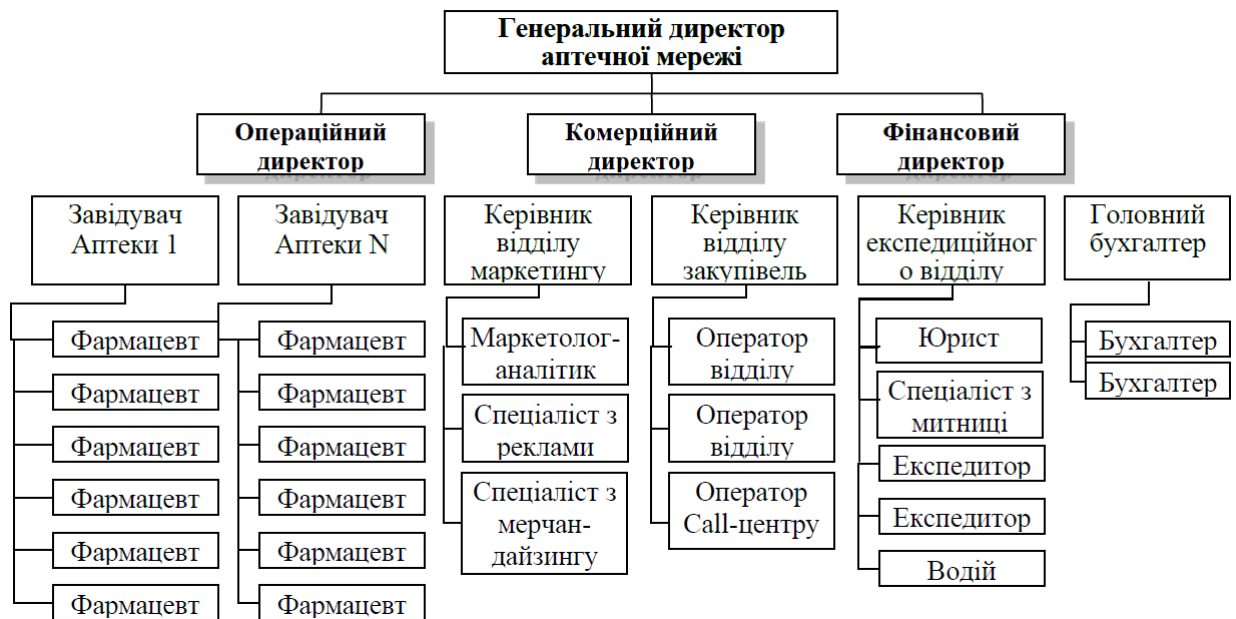 Генеральний директор
аптечної мережі
Операційний
директор
Комерційний
директор
Фінансовий
директор
Завідувач
Аптеки 1
Завідувач
Аптеки N
Керівник
відділу
маркетингу
Керівник
відділу
закупівель
Керівник
експедиційног
о відділу
Головний
бухгалтер
Фармацевт
Фармацевт
Фармацевт
Фармацевт
Фармацевт
Фармацевт
Фармацевт
Фармацевт
Фармацевт
Фармацевт
Фармацевт
Фармацевт
Маркетолог-
аналітик
Спеціаліст з
реклами
Спеціаліст з
мерчан-
дайзингу
Оператор
відділу
Оператор
відділу
Оператор
Call-центру
Юрист
Спеціаліст з
митниці
Експедитор
Експедитор
Водій
Бухгалтер
Бухгалтер